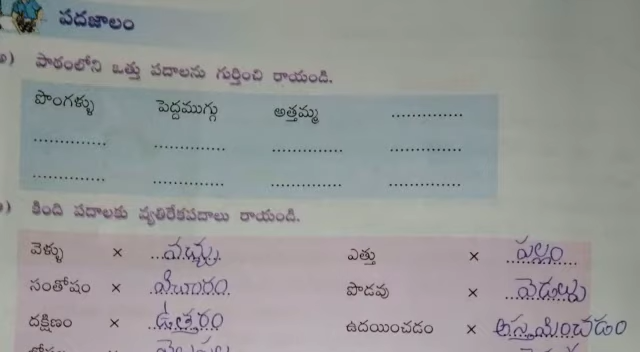 పదజాలం
) పాఠంలోని ఒత్తు పదాలను గుర్తించి రాయండి.
పొంగళ్ళు పెద్దముగ్గు అత్తమ్మ ..............
.............. .............. .............. ..............
.............. .............. .............. ..............
) కింది పదాలకు వ్యతిరేకపదాలు రాయండి.
వెళ్ళు × వచ్చు ఎత్తు × పల్లం
సంతోషం × విచారం పొడవు × వెడల్పు
దక్షిణం × ఉత్తరం ఉదయించడం × అస్తమించడం